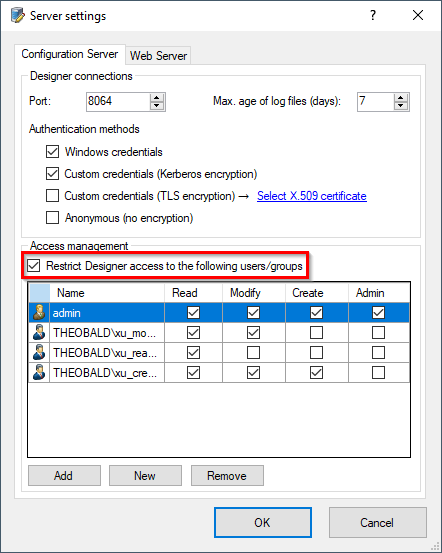 Server settings
Configuration Server Web Server
Designer connections
Port: 8064 Max. age of log files (days): 7
Authentication methods
Windows credentials
Custom credentials (Kerberos encryption)
Custom credentials (TLS encryption) → Select X.509 certificate
Anonymous (no encryption)
Access management
Restrict Designer access to the following users/groups
Name Read Modify Create Admin
admin
THEOBALD\xu_mo...
THEOBALD\xu_rea...
THEOBALD\xu_cre...
Add New Remove
OK Cancel